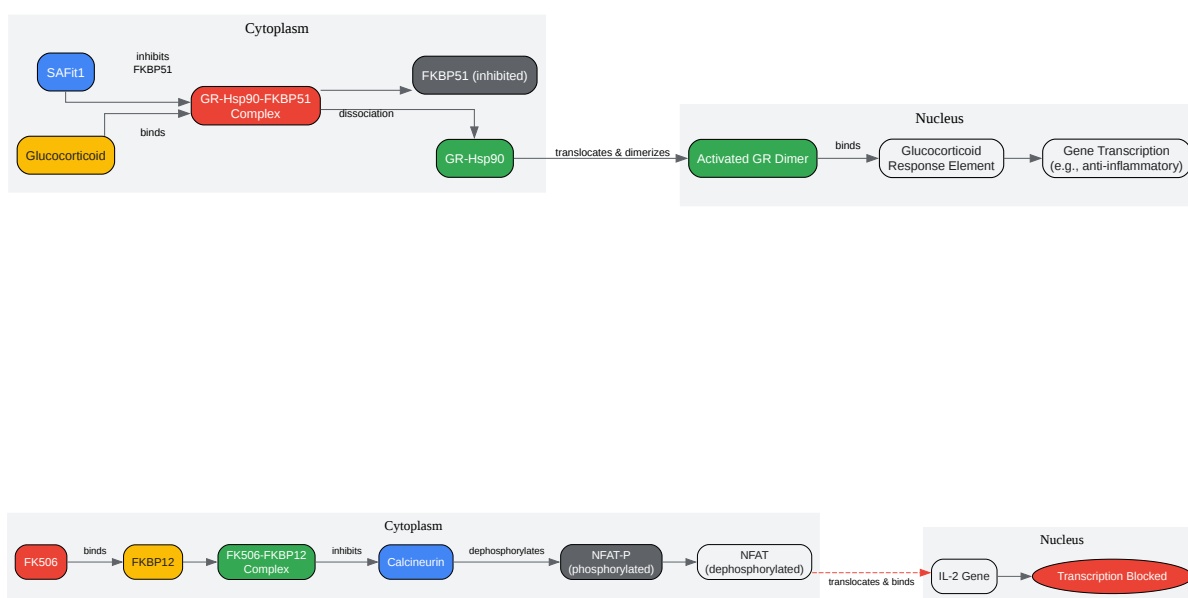 Cytoplasm
SAFit1
inhibits
FKBP51
FKBP51 (inhibited)
GR-Hsp90-FKBP51
Complex
dissociation
binds
Glucocorticoid
GR-Hsp90
translocates & dimerizes
Nucleus
Activated GR Dimer
binds
Glucocorticoid
Response Element
Gene Transcription
(e.g., anti-inflammatory)
Cytoplasm
FK506
binds
FKBP12
FK506-FKBP12
Complex
inhibits
Calcineurin
dephosphorylates
NFAT-P
(phosphorylated)
NFAT
(dephosphorylated)
translocates & binds
Nucleus
IL-2 Gene
Transcription Blocked